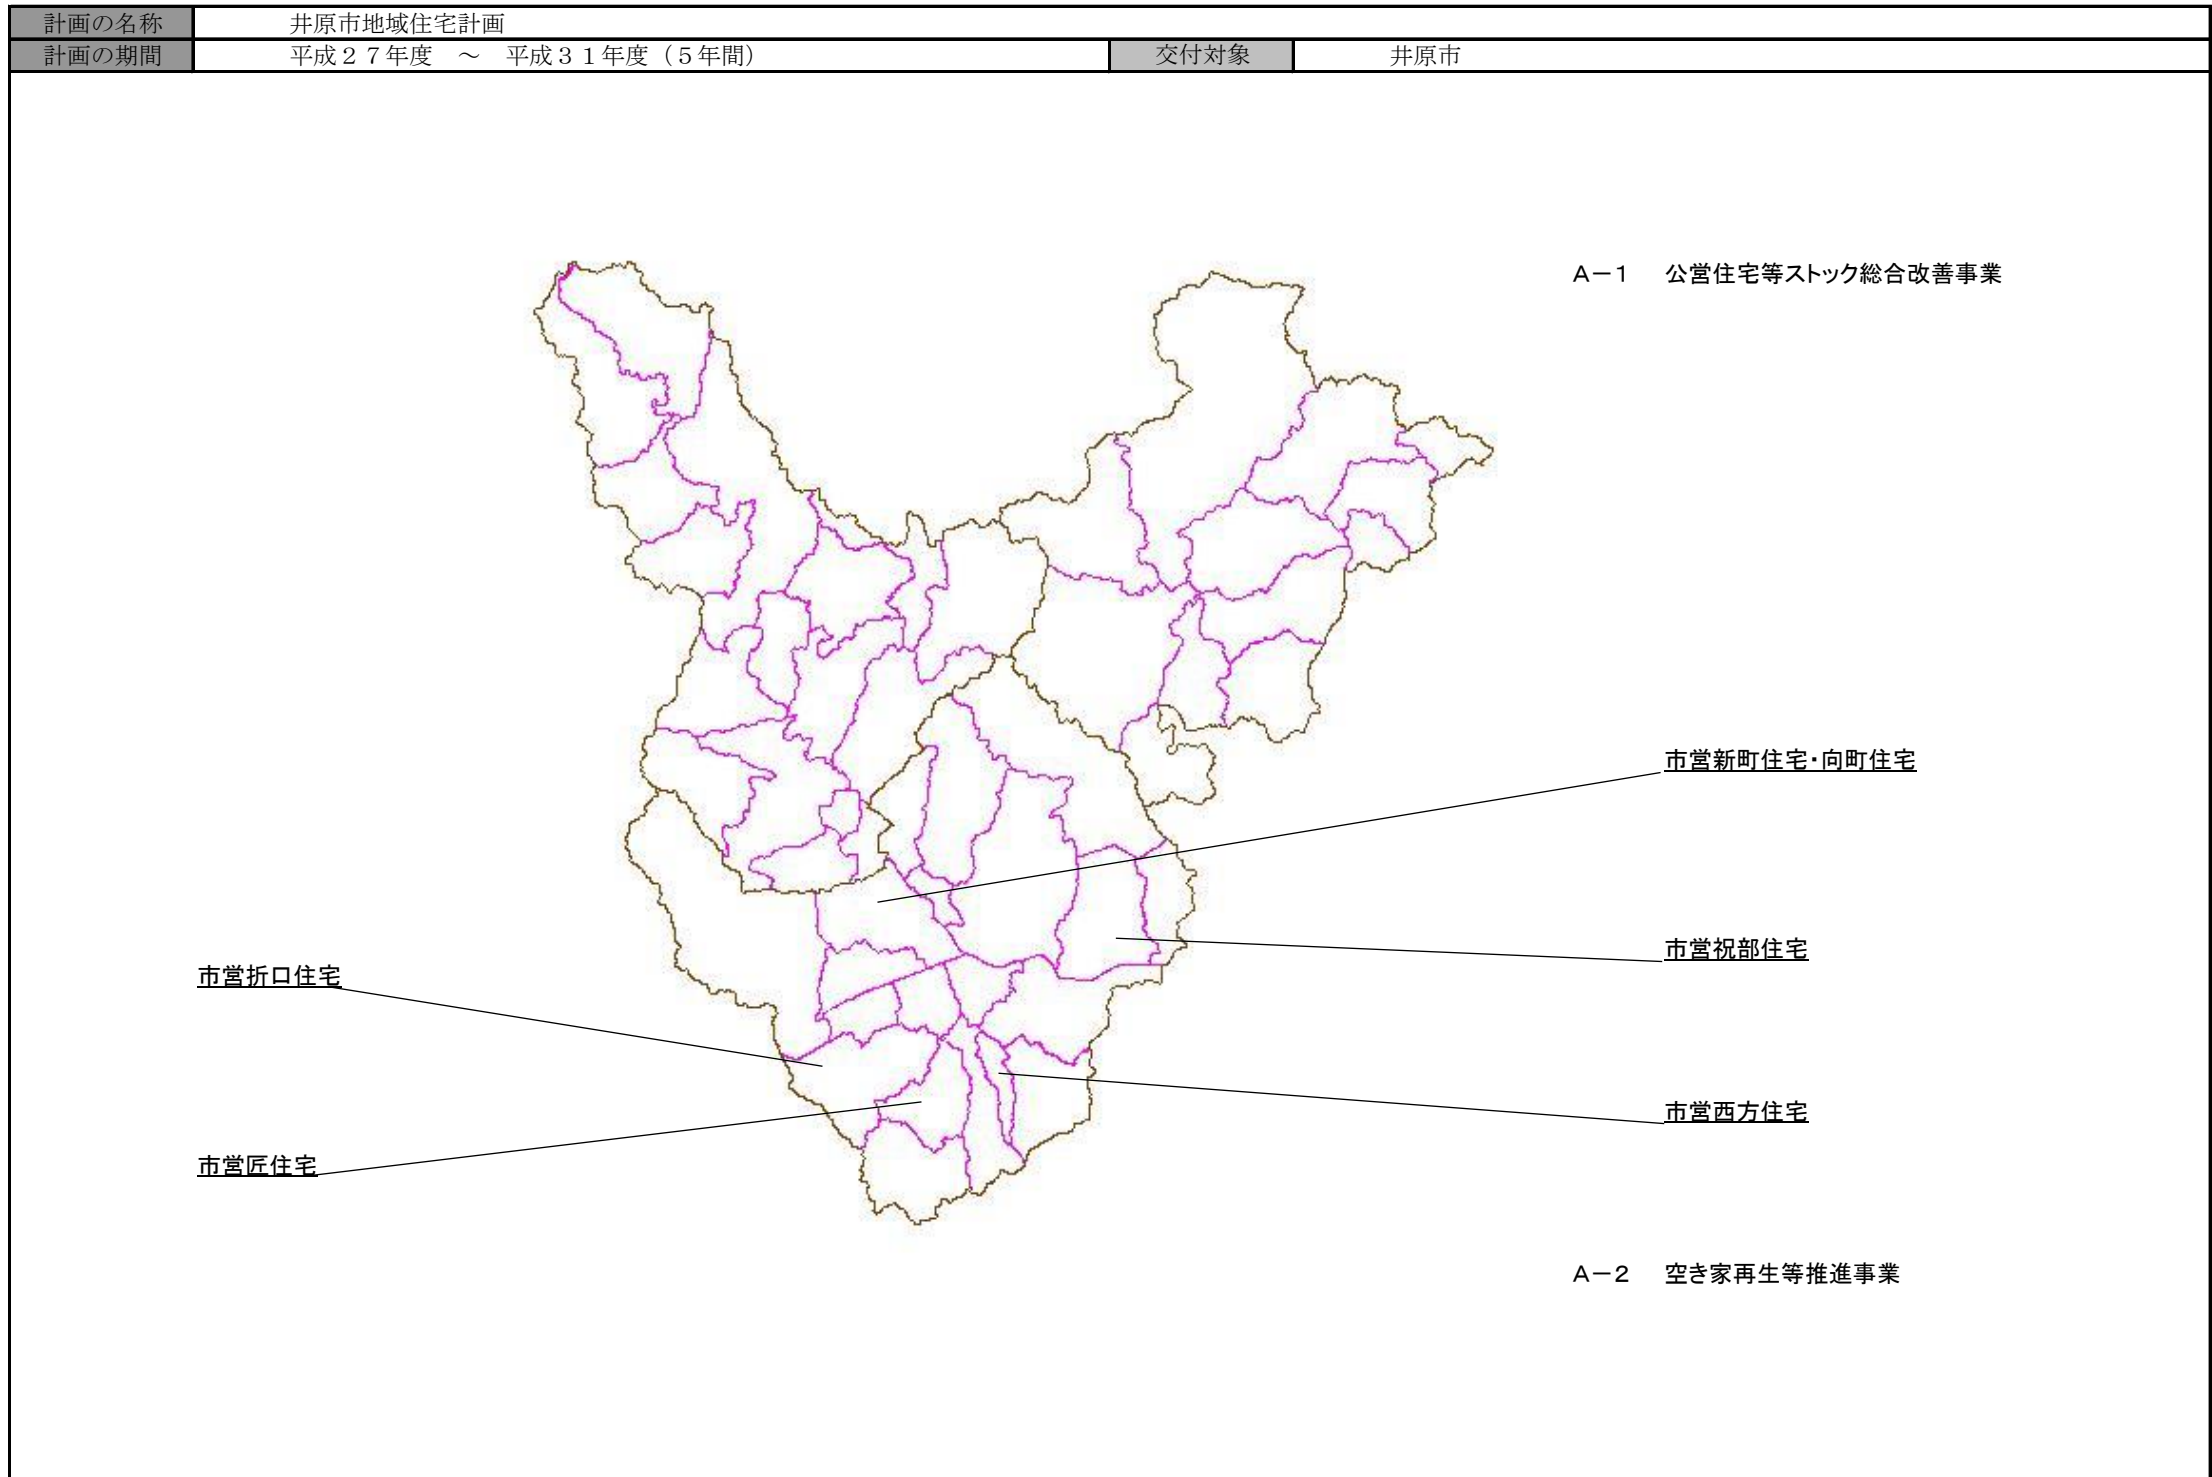 計画の名称　井原市地域住宅計画
計画の期間　平成２７年度　～　平成３１年度（５年間）　交付対象　井原市
A－1　公営住宅等ストック総合改善事業
市営新町住宅・向町住宅
市営祝部住宅
市営折口住宅
市営西方住宅
市営匠住宅
A－2　空き家再生等推進事業